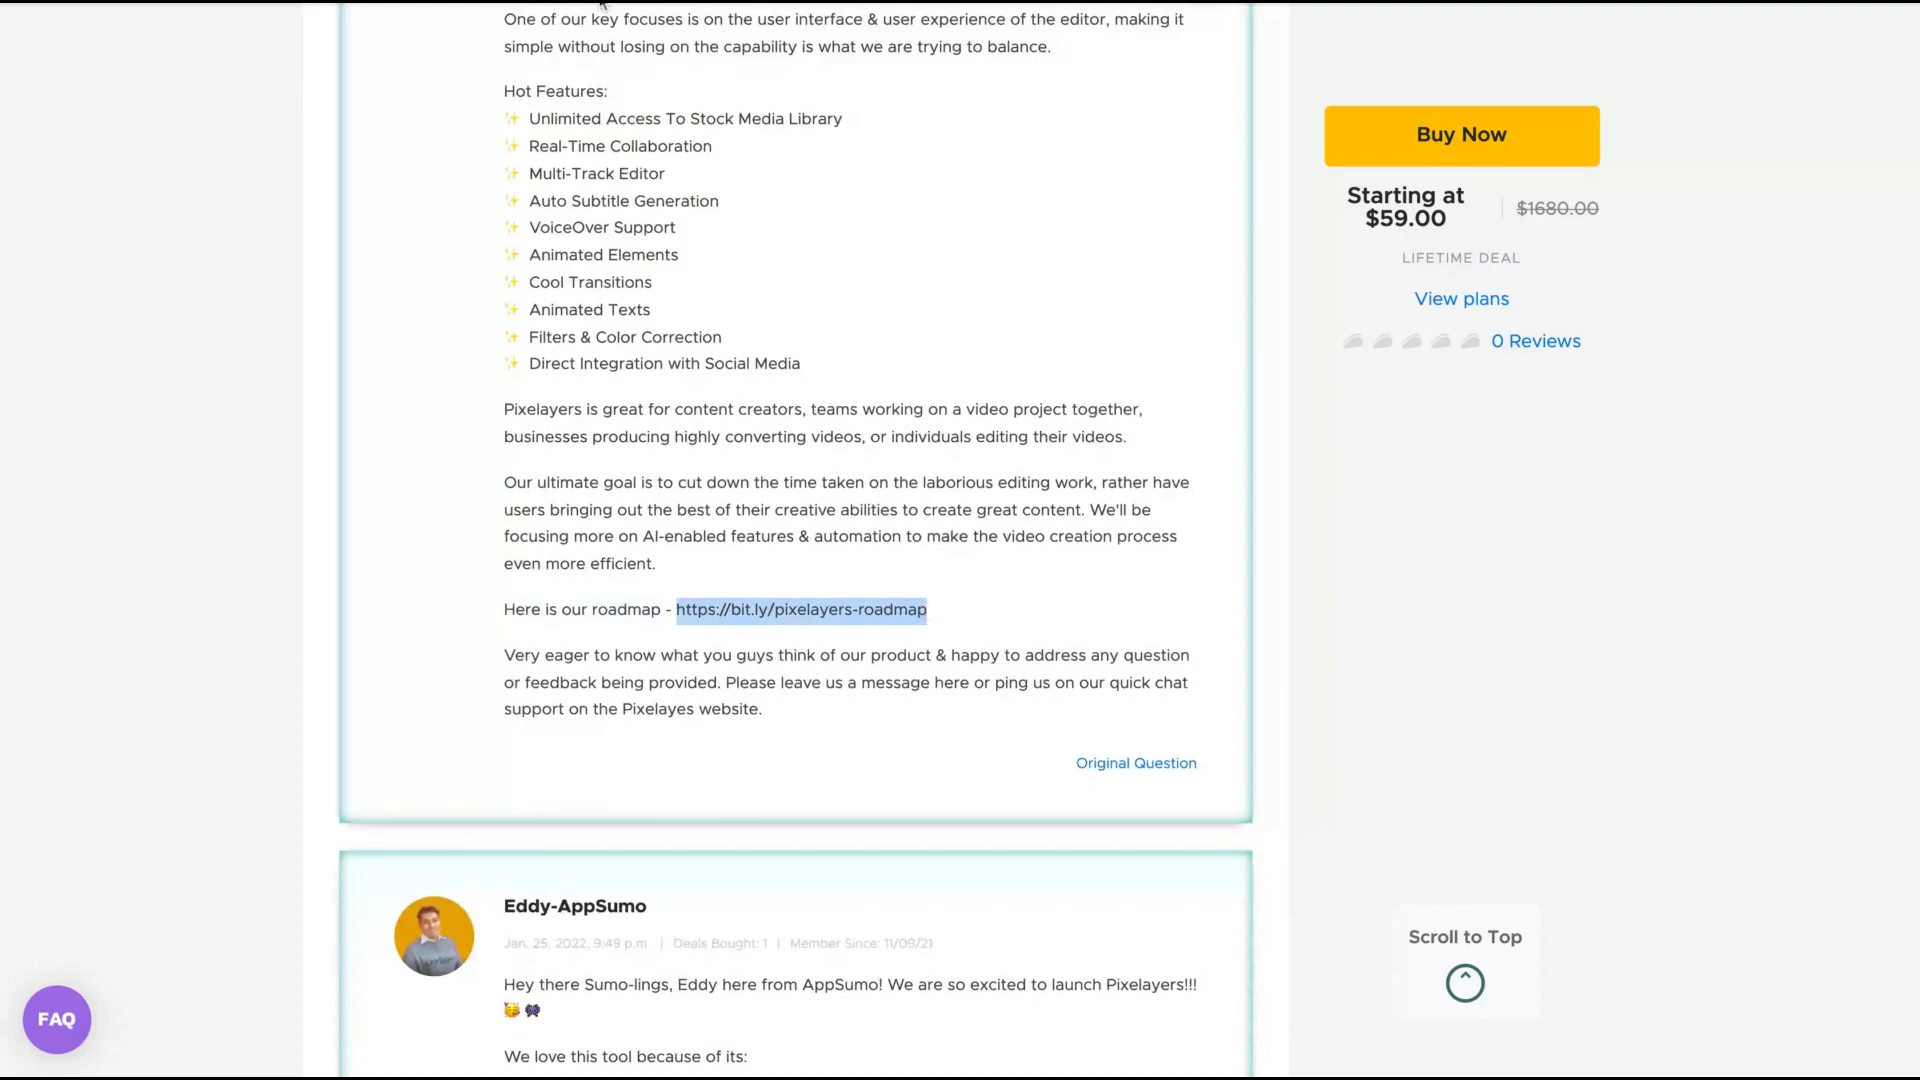 One of our key focuses is on the user interface & user experience of the editor, making it
simple without losing on the capability is what we are trying to balance.
Hot Features:
✨ Unlimited Access To Stock Media Library
✨ Real-Time Collaboration
✨ Multi-Track Editor
✨ Auto Subtitle Generation
✨ VoiceOver Support
✨ Animated Elements
✨ Cool Transitions
✨ Animated Texts
✨ Filters & Color Correction
✨ Direct Integration with Social Media
Pixelayers is great for content creators, teams working on a video project together,
businesses producing highly converting videos, or individuals editing their videos.
Our ultimate goal is to cut down the time taken on the laborious editing work, rather have
users bringing out the best of their creative abilities to create great content. We'll be
focusing more on AI-enabled features & automation to make the video creation process
even more efficient.
Here is our roadmap - https://bit.ly/pixelayers-roadmap
Very eager to know what you guys think of our product & happy to address any question
or feedback being provided. Please leave us a message here or ping us on our quick chat
support on the Pixelayes website.
Original Question
Eddy-AppSumo
Jan. 25, 2022, 9:49 p.m. | Deals Bought: 1 | Member Since: 11/09/21
Hey there Sumo-lings, Eddy here from AppSumo! We are so excited to launch Pixelayers!!!
We love this tool because of its:
Buy Now
Starting at
$59.00
$1680.00
LIFETIME DEAL
View plans
0 Reviews
Scroll to Top
FAQ